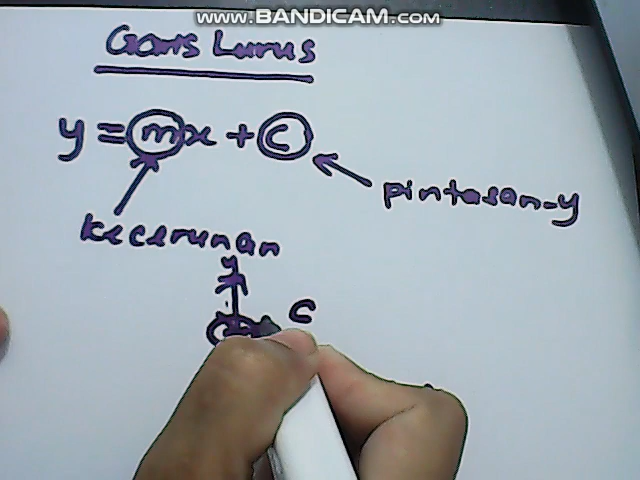 www.BANDICAM.com
Garis Lurus
y = mx + c
pintasan-y
kecerunan
y
c